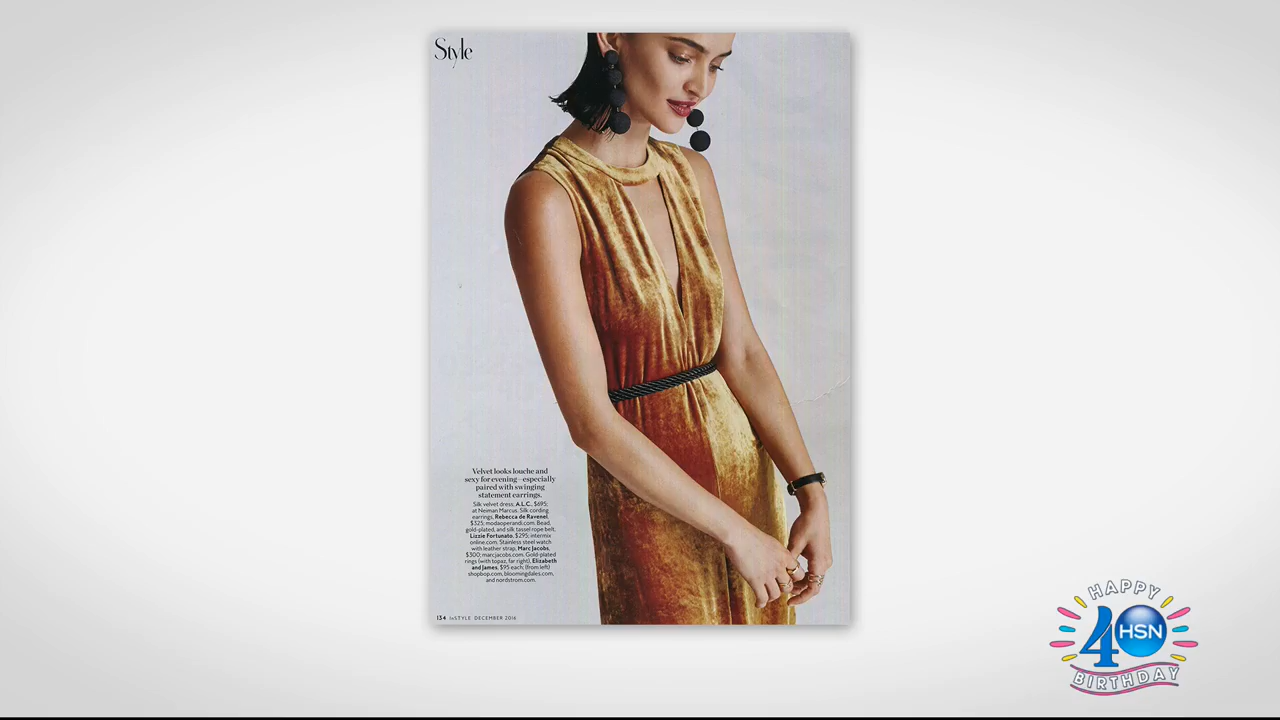 Style
Velvet looks louche and
sexy for evening—especially
paired with swinging
statement earrings.
Silk velvet dress, A.L.C., $695;
at Neiman Marcus. Silk cording
earrings, Rebecca de Ravenel,
$325; modaoperandi.com. Bead,
gold-plated, and silk tassel rope belt,
Lizzie Fortunato, $295; intermix
online.com. Stainless steel watch
with leather strap, Marc Jacobs,
$300; marcjacobs.com. Gold-plated
rings (with topaz, far right), Elizabeth
and James, $95 each; (from left)
shopbop.com, bloomingdales.com,
and nordstrom.com.
134 InSTYLE DECEMBER 2016
HAPPY
40
HSN
BIRTHDAY